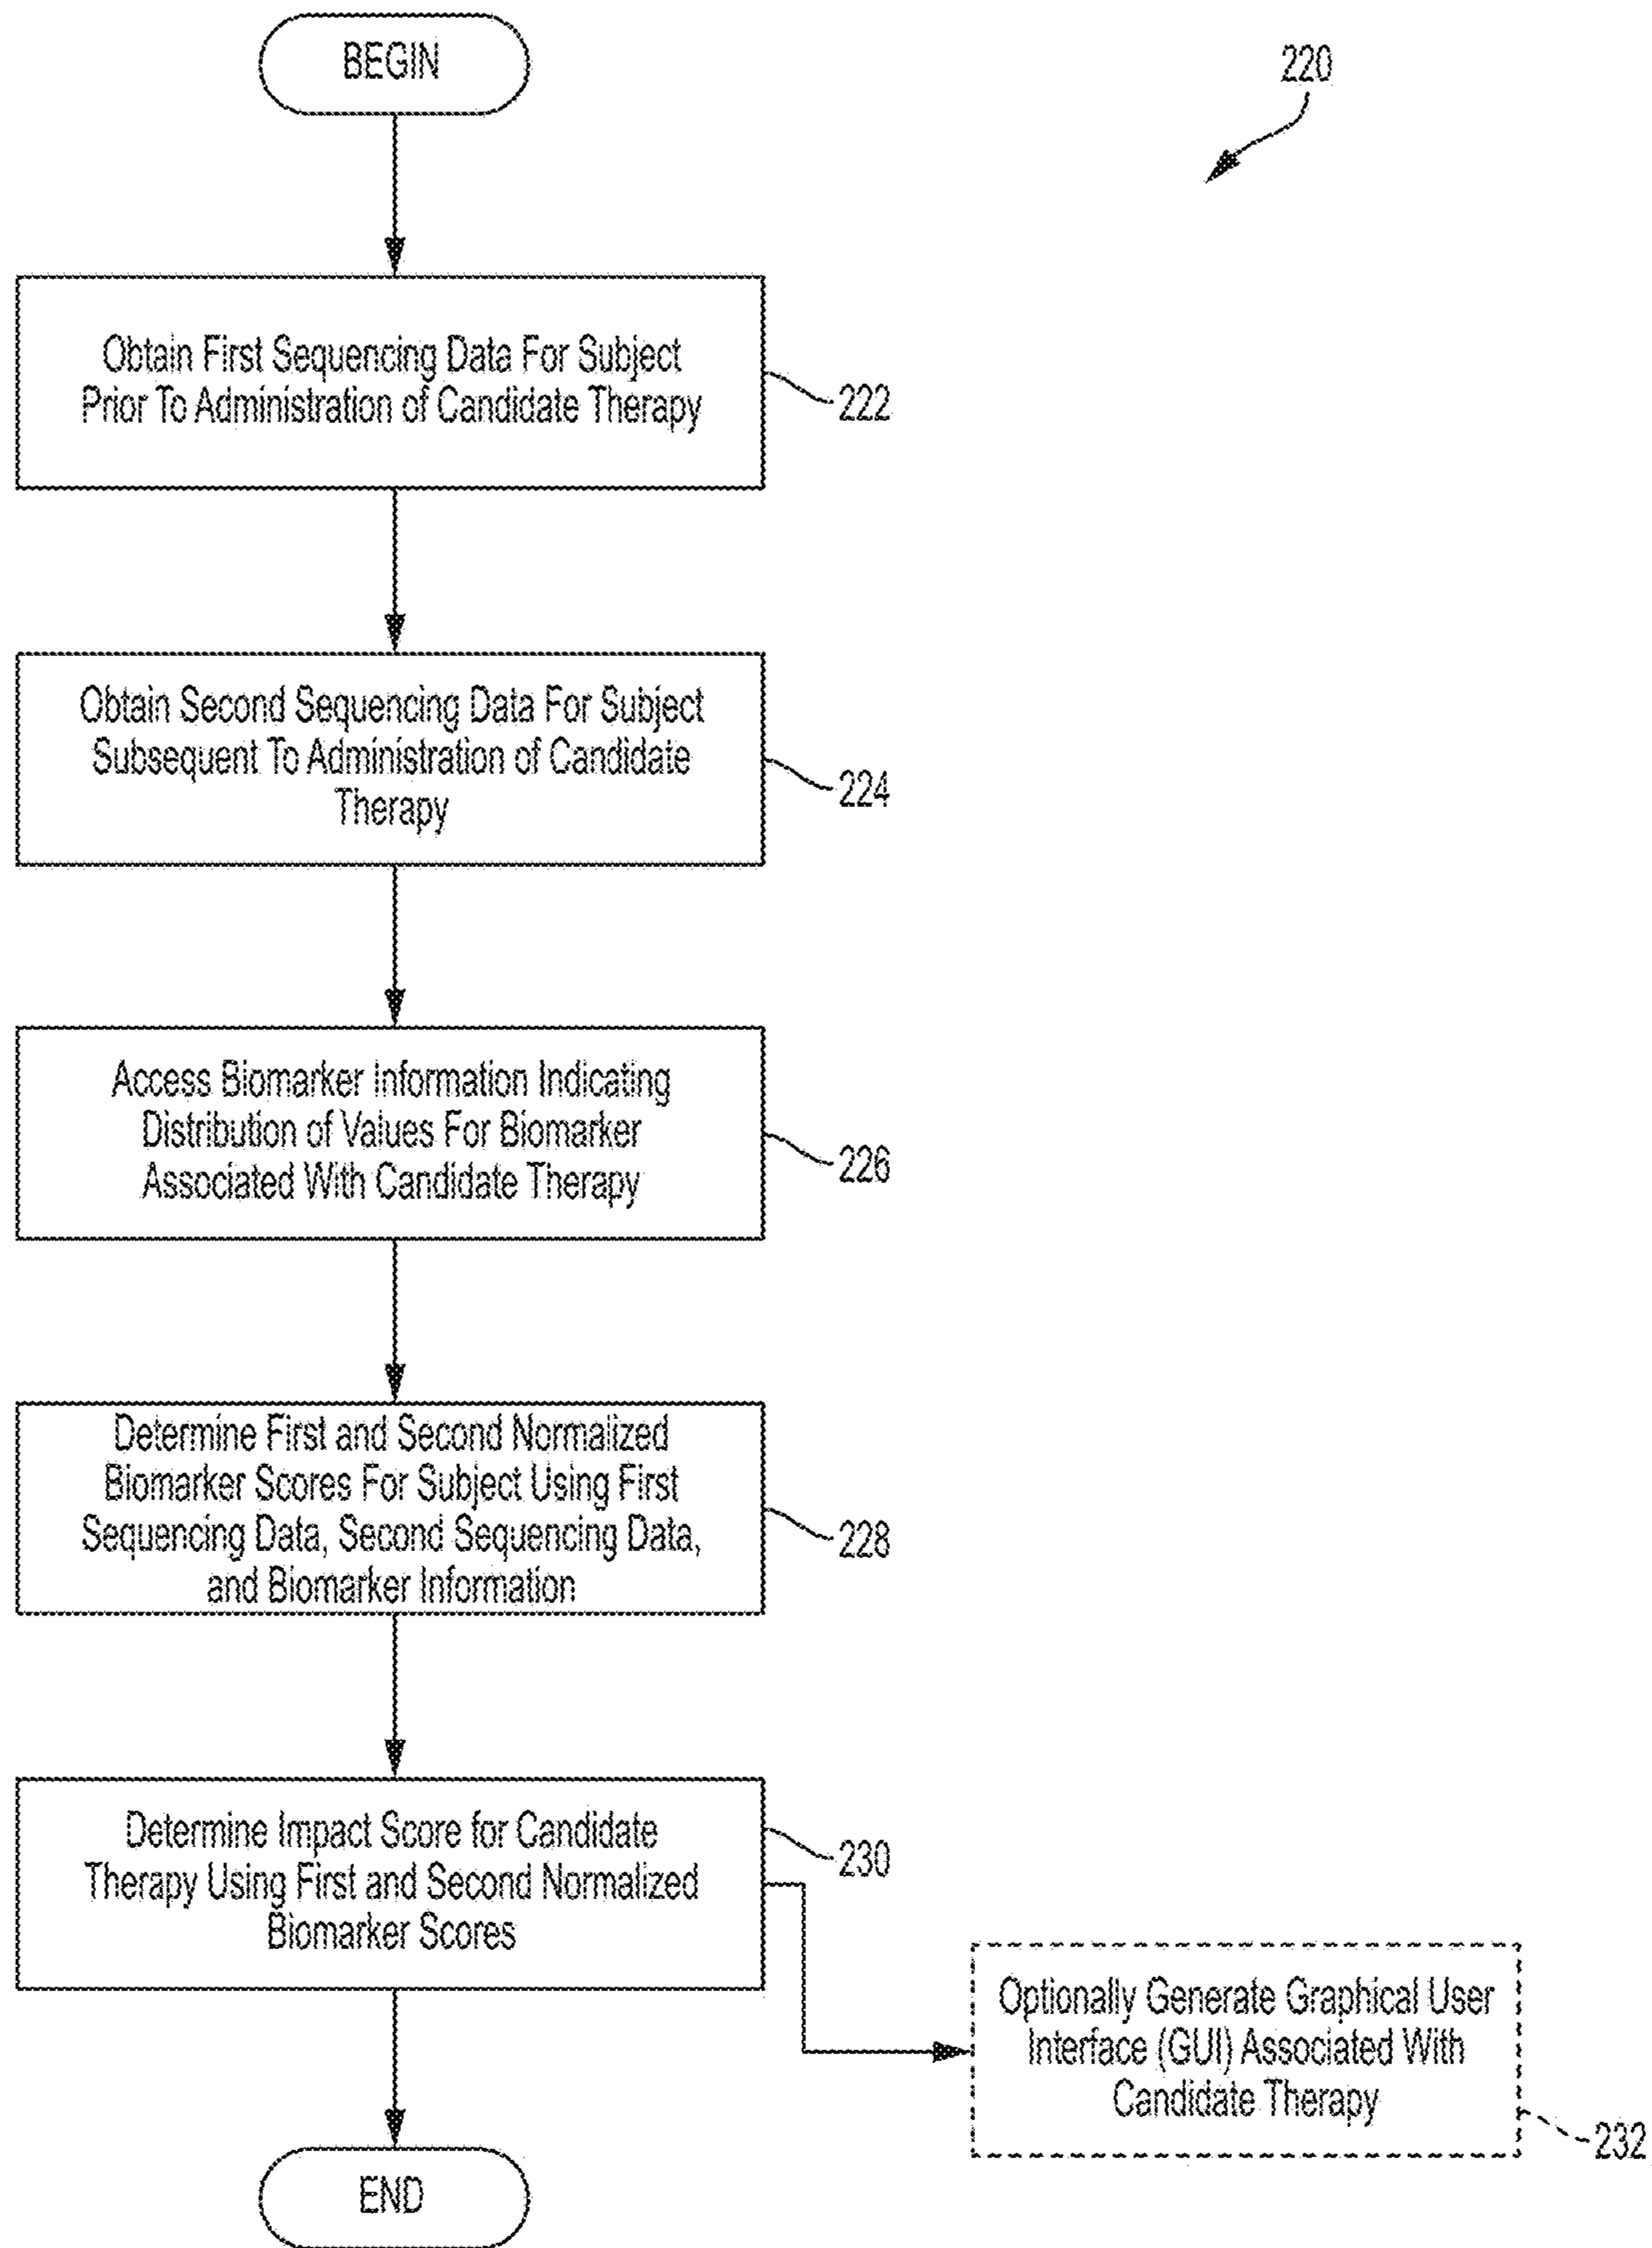 BEGIN
220
Obtain First Sequencing Data For Subject
Prior To Administration of Candidate Therapy
222
Obtain Second Sequencing Data For Subject
Subsequent To Administration of Candidate
Therapy
224
Access Biomarker Information Indicating
Distribution of Values For Biomarker
Associated With Candidate Therapy
226
Determine First and Second Normalized
Biomarker Scores For Subject Using First
Sequencing Data, Second Sequencing Data,
and Biomarker Information
228
Determine Impact Score for Candidate
Therapy Using First and Second Normalized
Biomarker Scores
230
Optionally Generate Graphical User
Interface (GUI) Associated With
Candidate Therapy
232
END